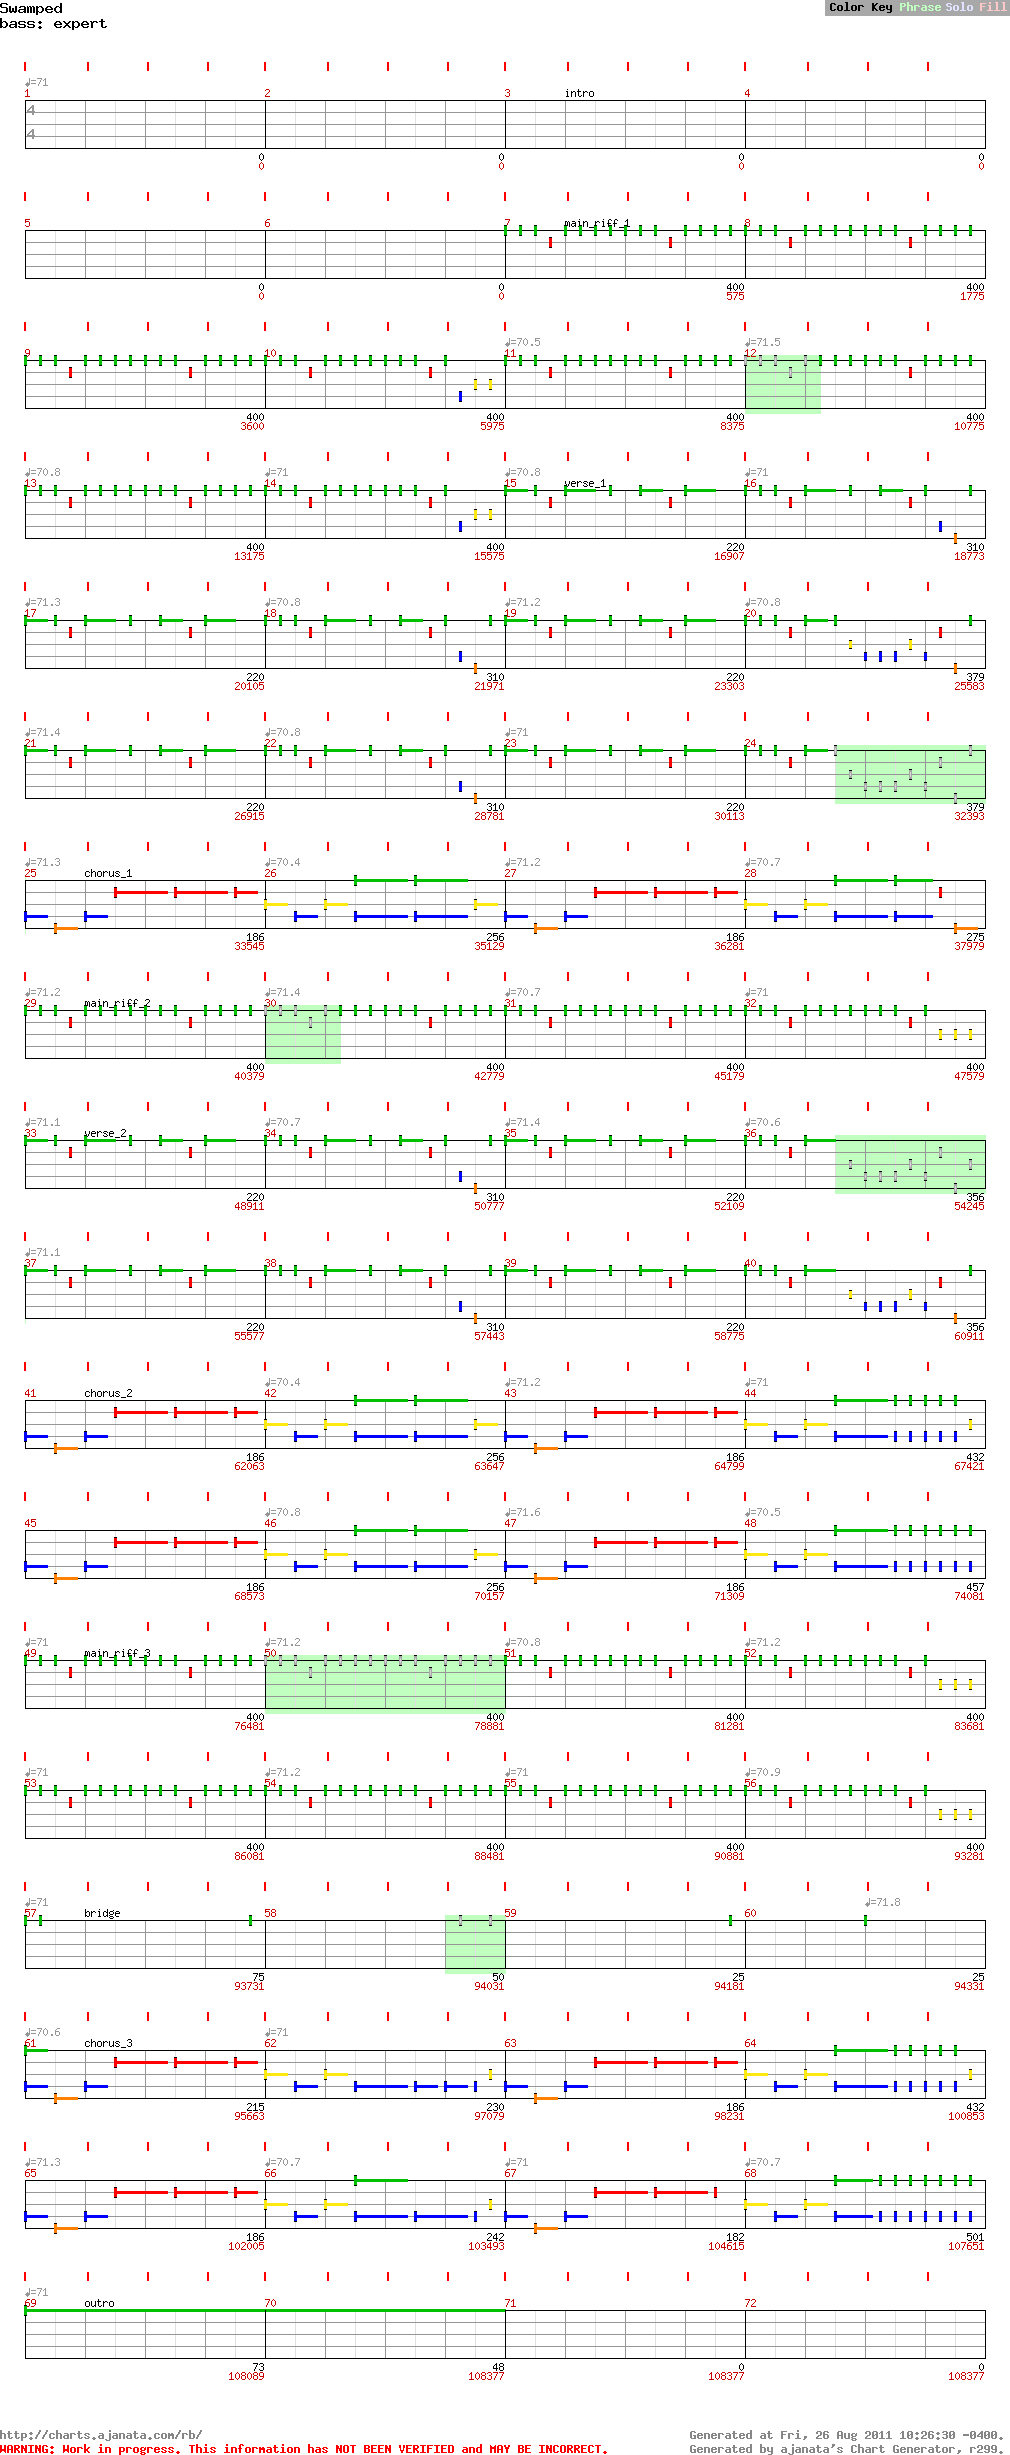 Swamped
Color Key Phrase Solo Fill
bass: expert
♩=71
1 2 3 intro 4
4
4
0 0 0 0
0 0 0 0
5 6 7 main_riff_1 8
0 0 400 400
0 0 575 1775
♩=70.5 ♩=71.5
9 10 11 12
400 400 400 400
3600 5975 8375 10775
♩=70.8 ♩=71 ♩=70.8 ♩=71
13 14 15 verse_1 16
400 400 220 310
13175 15575 16907 18773
♩=71.3 ♩=70.8 ♩=71.2 ♩=70.8
17 18 19 20
220 310 220 379
20105 21971 23303 25583
♩=71.4 ♩=70.8 ♩=71
21 22 23 24
220 310 220 379
26915 28781 30113 32393
♩=71.3 ♩=70.4 ♩=71.2 ♩=70.7
25 chorus_1 26 27 28
186 256 186 275
33545 35129 36281 37979
♩=71.2 ♩=71.4 ♩=70.7 ♩=71
29 main_riff_2 30 31 32
400 400 400 400
40379 42779 45179 47579
♩=71.1 ♩=70.7 ♩=71.4 ♩=70.6
33 verse_2 34 35 36
220 310 220 356
48911 50777 52109 54245
♩=71.1
37 38 39 40
220 310 220 356
55577 57443 58775 60911
♩=70.4 ♩=71.2 ♩=71
41 chorus_2 42 43 44
186 256 186 432
62063 63647 64799 67421
♩=70.8 ♩=71.6 ♩=70.5
45 46 47 48
186 256 186 457
68573 70157 71309 74081
♩=71 ♩=71.2 ♩=70.8 ♩=71.2
49 main_riff_3 50 51 52
400 400 400 400
76481 78881 81281 83681
♩=71 ♩=71.2 ♩=71 ♩=70.9
53 54 55 56
400 400 400 400
86081 88481 90881 93281
♩=71 ♩=71.8
57 bridge 58 59 60
75 50 25 25
93731 94031 94181 94331
♩=70.6 ♩=71
61 chorus_3 62 63 64
215 230 186 432
95663 97079 98231 100853
♩=71.3 ♩=70.7 ♩=71 ♩=70.7
65 66 67 68
186 242 182 501
102005 103493 104615 107651
♩=71
69 outro 70 71 72
73 48 0 0
108089 108377 108377 108377
http://charts.ajanata.com/rb/ Generated at Fri, 26 Aug 2011 10:26:30 -0400.
WARNING: Work in progress. This information has NOT BEEN VERIFIED and MAY BE INCORRECT. Generated by ajanata's Chart Generator, r299.